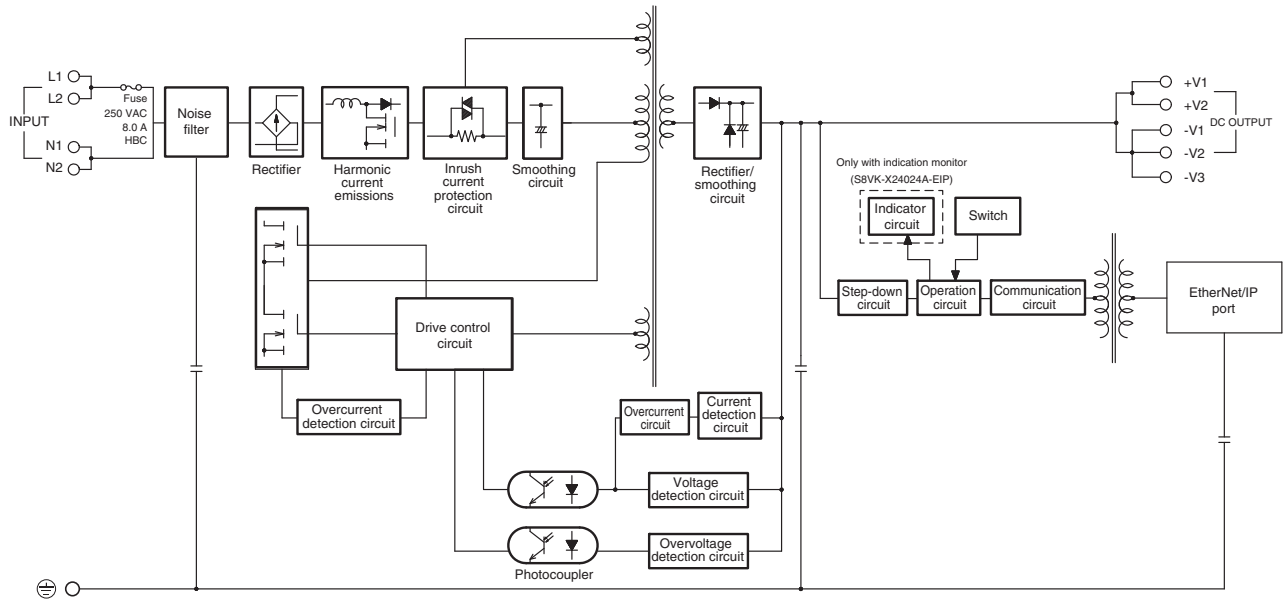 L1
L2
INPUT
N1
N2
Fuse
250 VAC
8.0 A
HBC
Noise
filter
Rectifier
Harmonic
current
emissions
Inrush
current
protection
circuit
Smoothing
circuit
Rectifier/
smoothing
circuit
+V1
+V2
-V1
DC OUTPUT
-V2
-V3
Only with indication monitor
(S8VK-X24024A-EIP)
Indicator
circuit
Switch
Step-down
circuit
Operation
circuit
Communication
circuit
EtherNet/IP
port
Drive control
circuit
Overcurrent
detection circuit
Overcurrent
circuit
Current
detection
circuit
Voltage
detection circuit
Overvoltage
detection circuit
Photocoupler